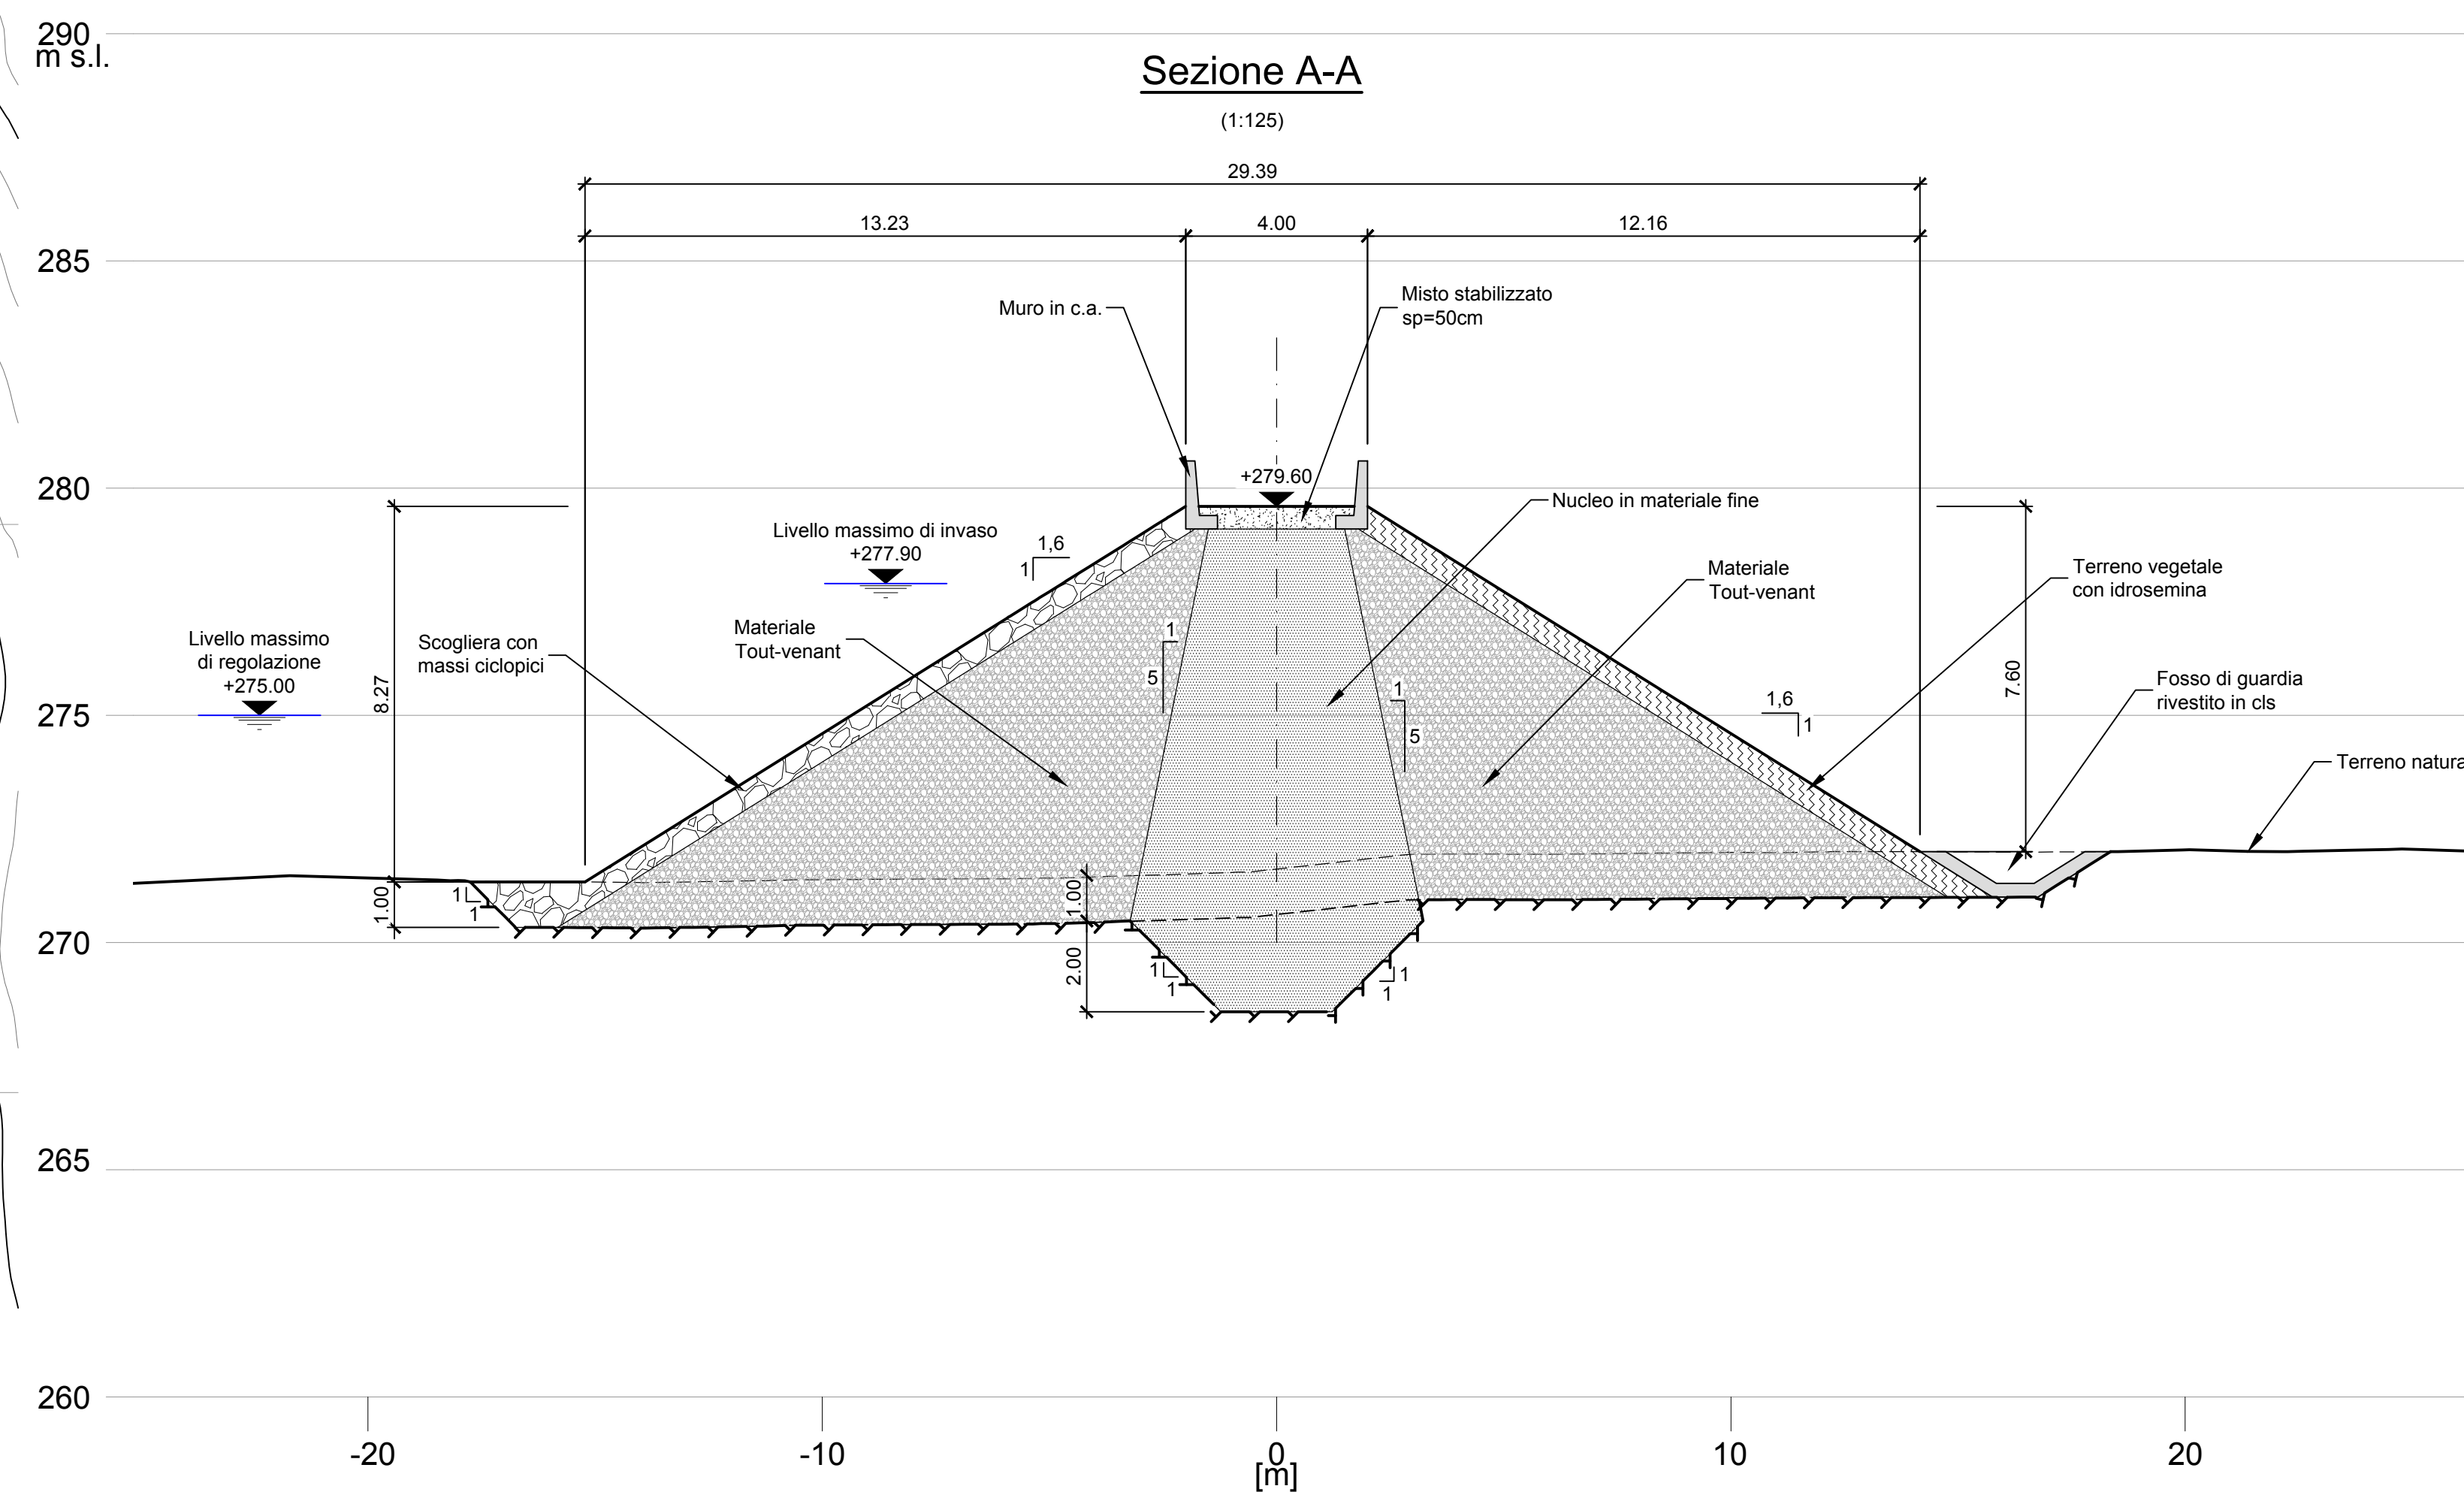 290
m s.l.
Sezione A-A
(1:125)
29.39
13.23
4.00
12.16
285
Muro in c.a.
Misto stabilizzato
sp=50cm
280
+279.60
Nucleo in materiale fine
Livello massimo di invaso
+277.90
1,6
1
Materiale
Tout-venant
Terreno vegetale
con idrosemina
Livello massimo
di regolazione
+275.00
Scogliera con
massi ciclopici
Materiale
Tout-venant
1
5
1
5
8.27
7.60
1,6
1
Fosso di guardia
rivestito in cls
275
Terreno natura
1.00
1
1
1.00
2.00
1
1
1
1
270
265
260
-20
-10
0
10
20
[m]